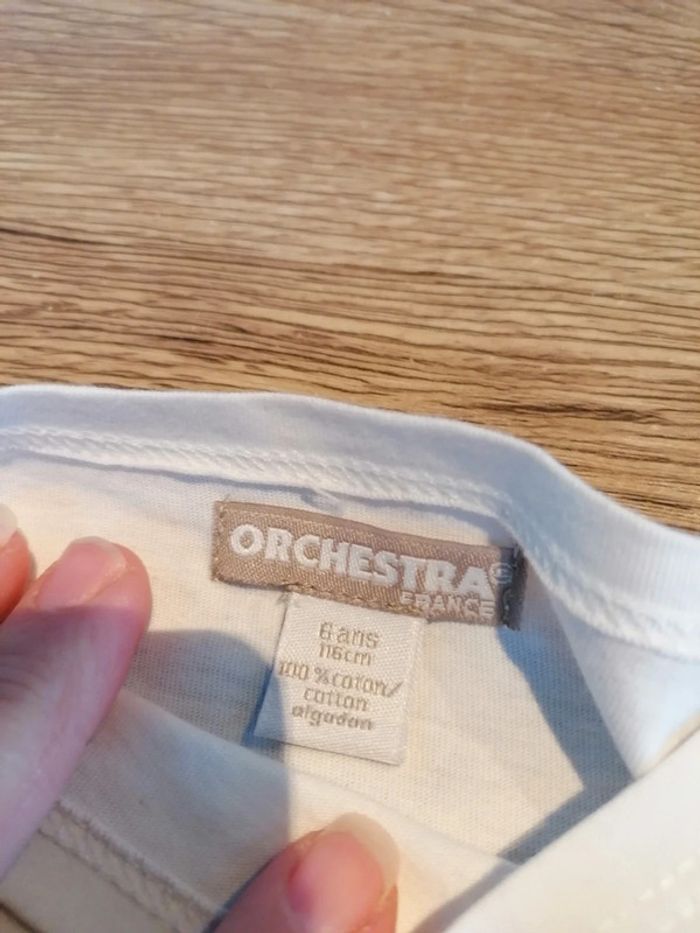 ORCHESTRA©
FRANCE
6 ans
116cm
100 % coton/
cotton
algodon